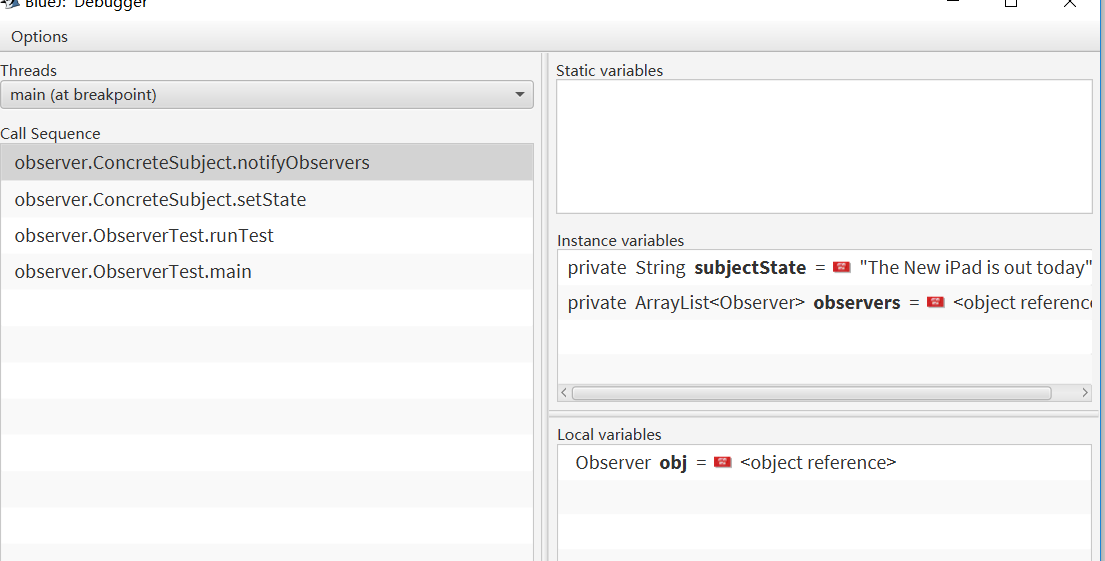 BlueJ: Debugger
Options
Threads
main (at breakpoint)
Call Sequence
observer.ConcreteSubject.notifyObservers
observer.ConcreteSubject.setState
observer.ObserverTest.runTest
observer.ObserverTest.main
Static variables
Instance variables
private String subjectState = "The New iPad is out today"
private ArrayList<Observer> observers = <object reference
Local variables
Observer obj = <object reference>